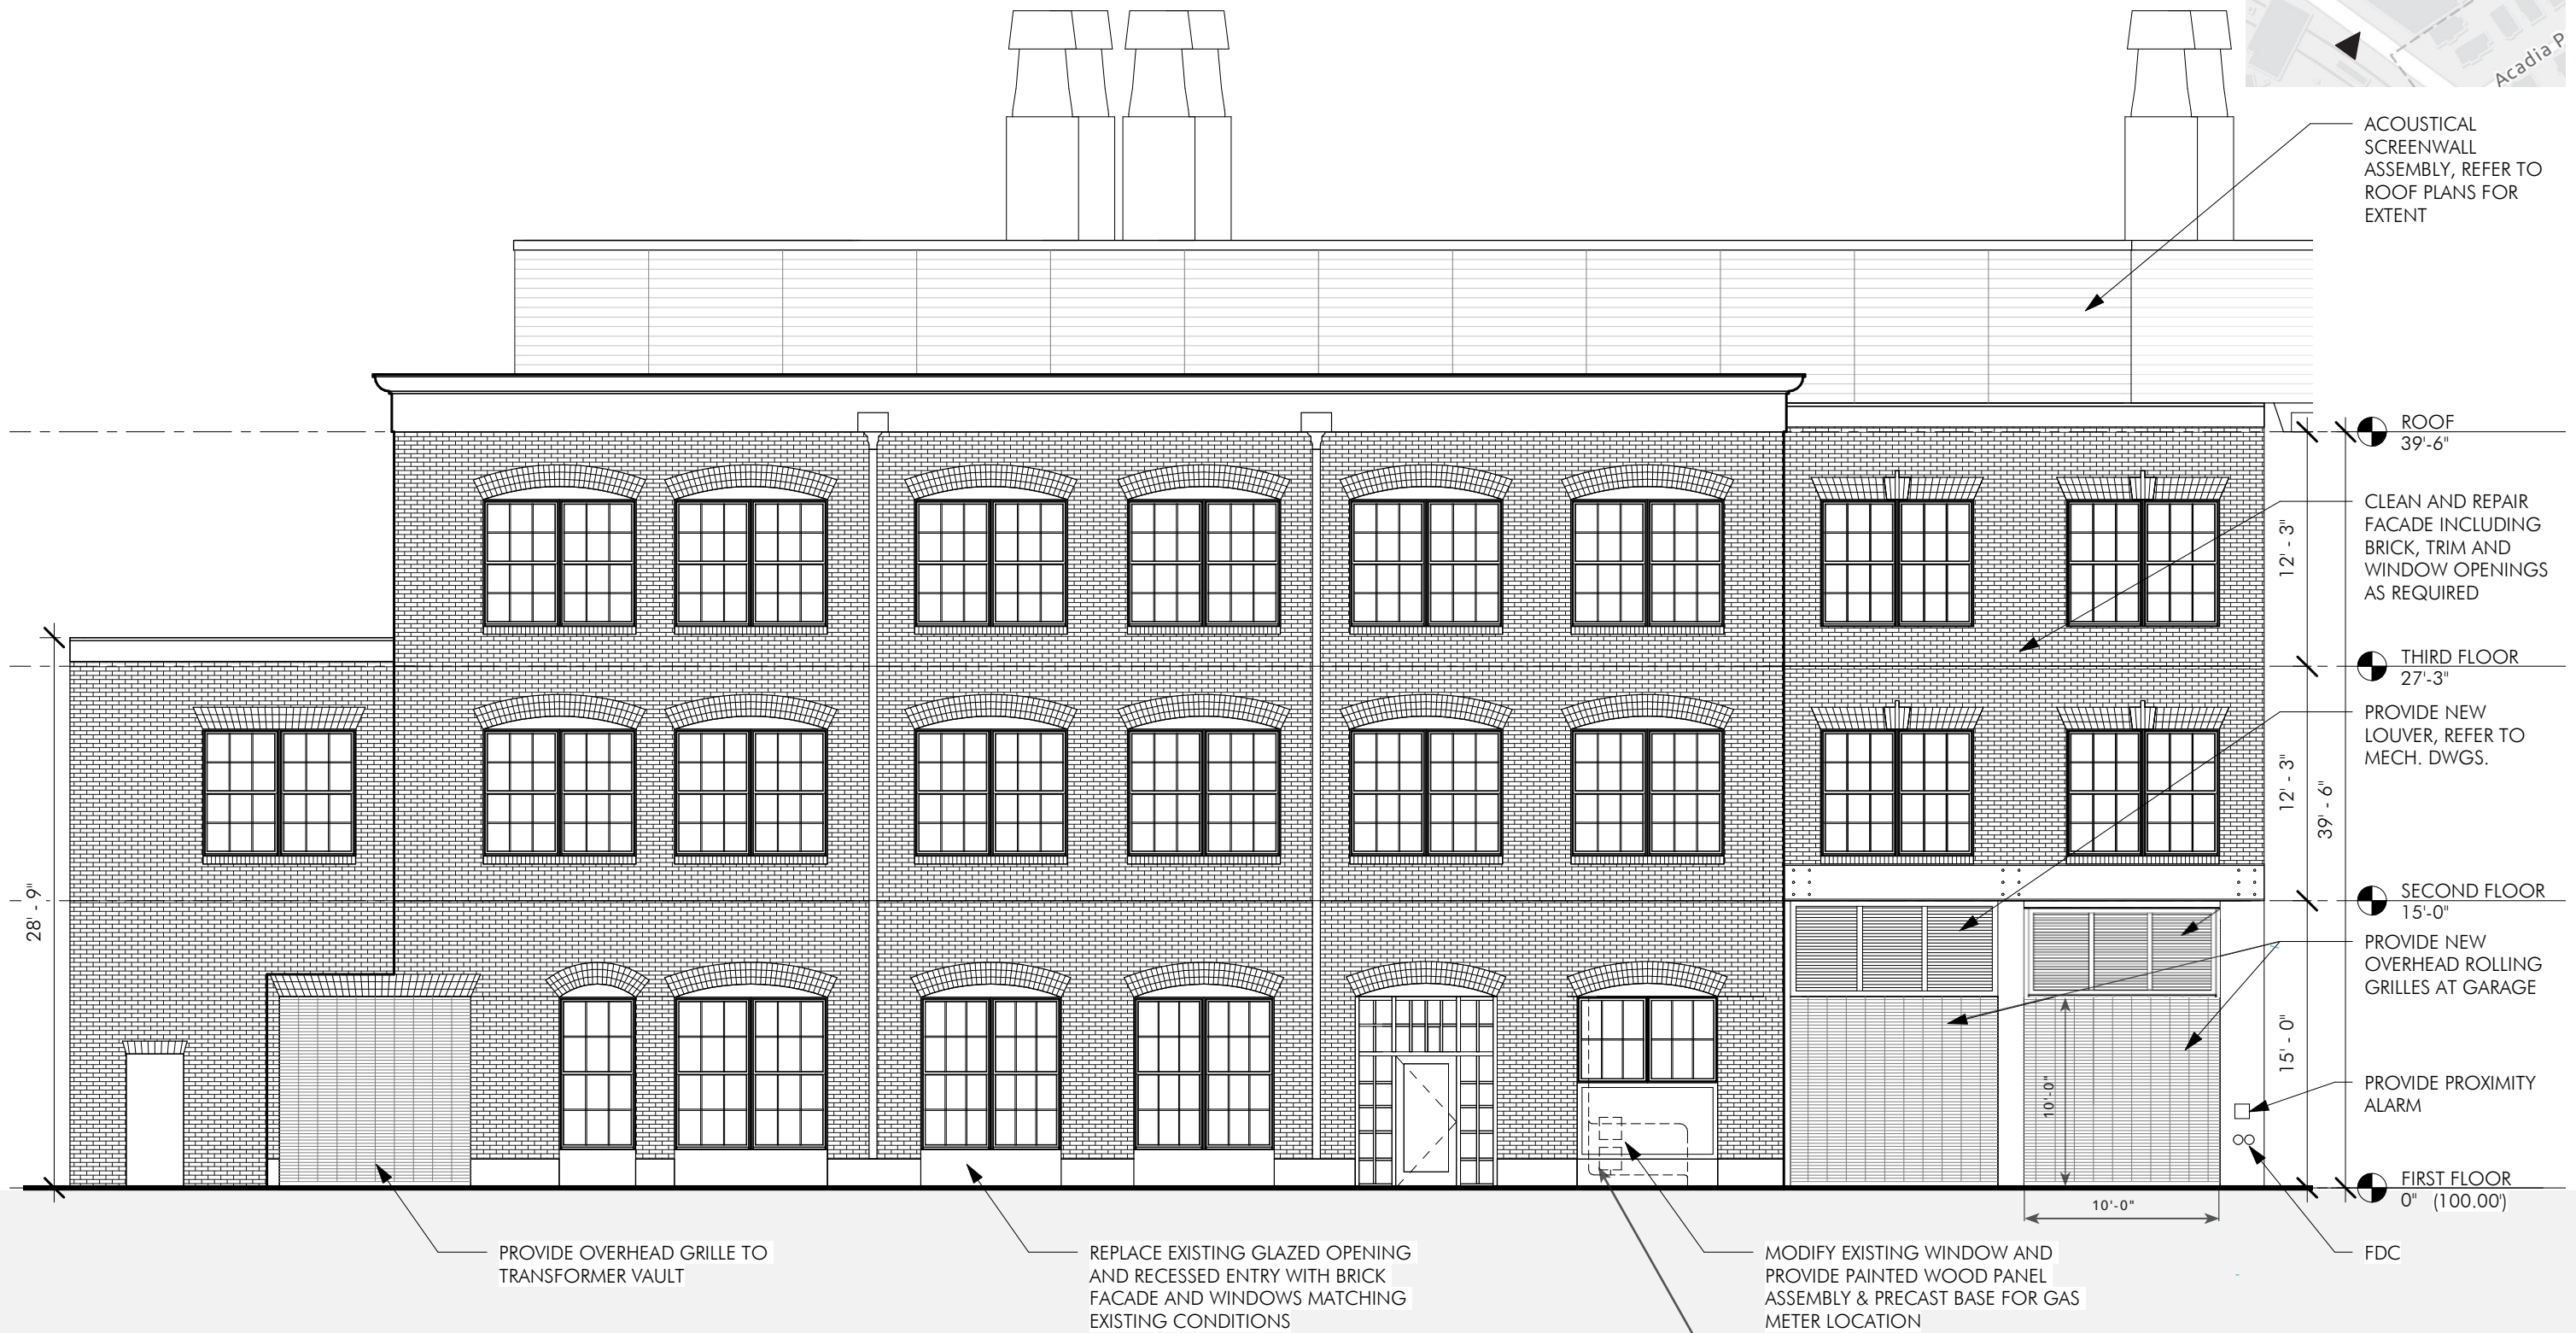 Acadia P
ACOUSTICAL
SCREENWALL
ASSEMBLY, REFER TO
ROOF PLANS FOR
EXTENT
ROOF
39'-6"
CLEAN AND REPAIR
FACADE INCLUDING
BRICK, TRIM AND
WINDOW OPENINGS
AS REQUIRED
12' - 3"
THIRD FLOOR
27'-3"
PROVIDE NEW
LOUVER, REFER TO
MECH. DWGS.
12' - 3"
39' - 6"
28' - 9"
SECOND FLOOR
15'-0"
PROVIDE NEW
OVERHEAD ROLLING
GRILLES AT GARAGE
15' - 0"
10'-0"
PROVIDE PROXIMITY
ALARM
FIRST FLOOR
0" (100.00')
10'-0"
FDC
PROVIDE OVERHEAD GRILLE TO
TRANSFORMER VAULT
REPLACE EXISTING GLAZED OPENING
AND RECESSED ENTRY WITH BRICK
FACADE AND WINDOWS MATCHING
EXISTING CONDITIONS
MODIFY EXISTING WINDOW AND
PROVIDE PAINTED WOOD PANEL
ASSEMBLY & PRECAST BASE FOR GAS
METER LOCATION